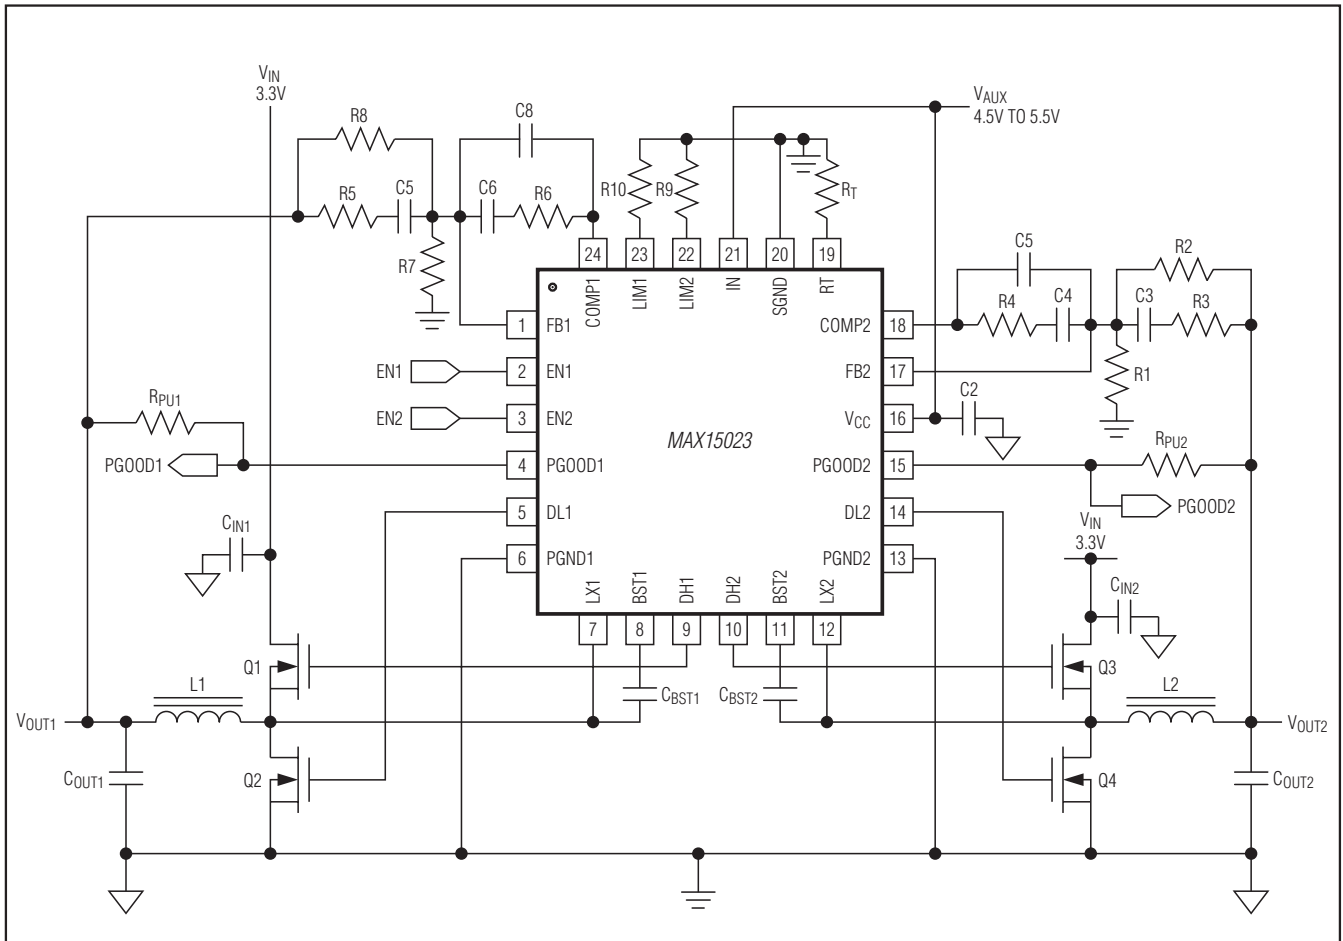 VIN
3.3V
R8
C8
R5
C5
C6
R6
R7
R10
R9
RT
VAUX
4.5V TO 5.5V
24
23
22
21
20
19
COMP1
LIM1
LIM2
IN
SGND
RT
C5
R2
R4
C4
C3
R3
R1
1
FB1
COMP2
18
EN1
2
EN1
FB2
17
EN2
3
EN2
VCC
16
C2
MAX15023
RPU1
PGOOD1
4
PGOOD1
PGOOD2
15
RPU2
PGOOD2
5
DL1
DL2
14
CIN1
6
PGND1
PGND2
13
VIN
3.3V
CIN2
LX1
BST1
DH1
DH2
BST2
LX2
7
8
9
10
11
12
Q1
CBST1
CBST2
Q3
L1
L2
VOUT1
VOUT2
COUT1
Q2
Q4
COUT2